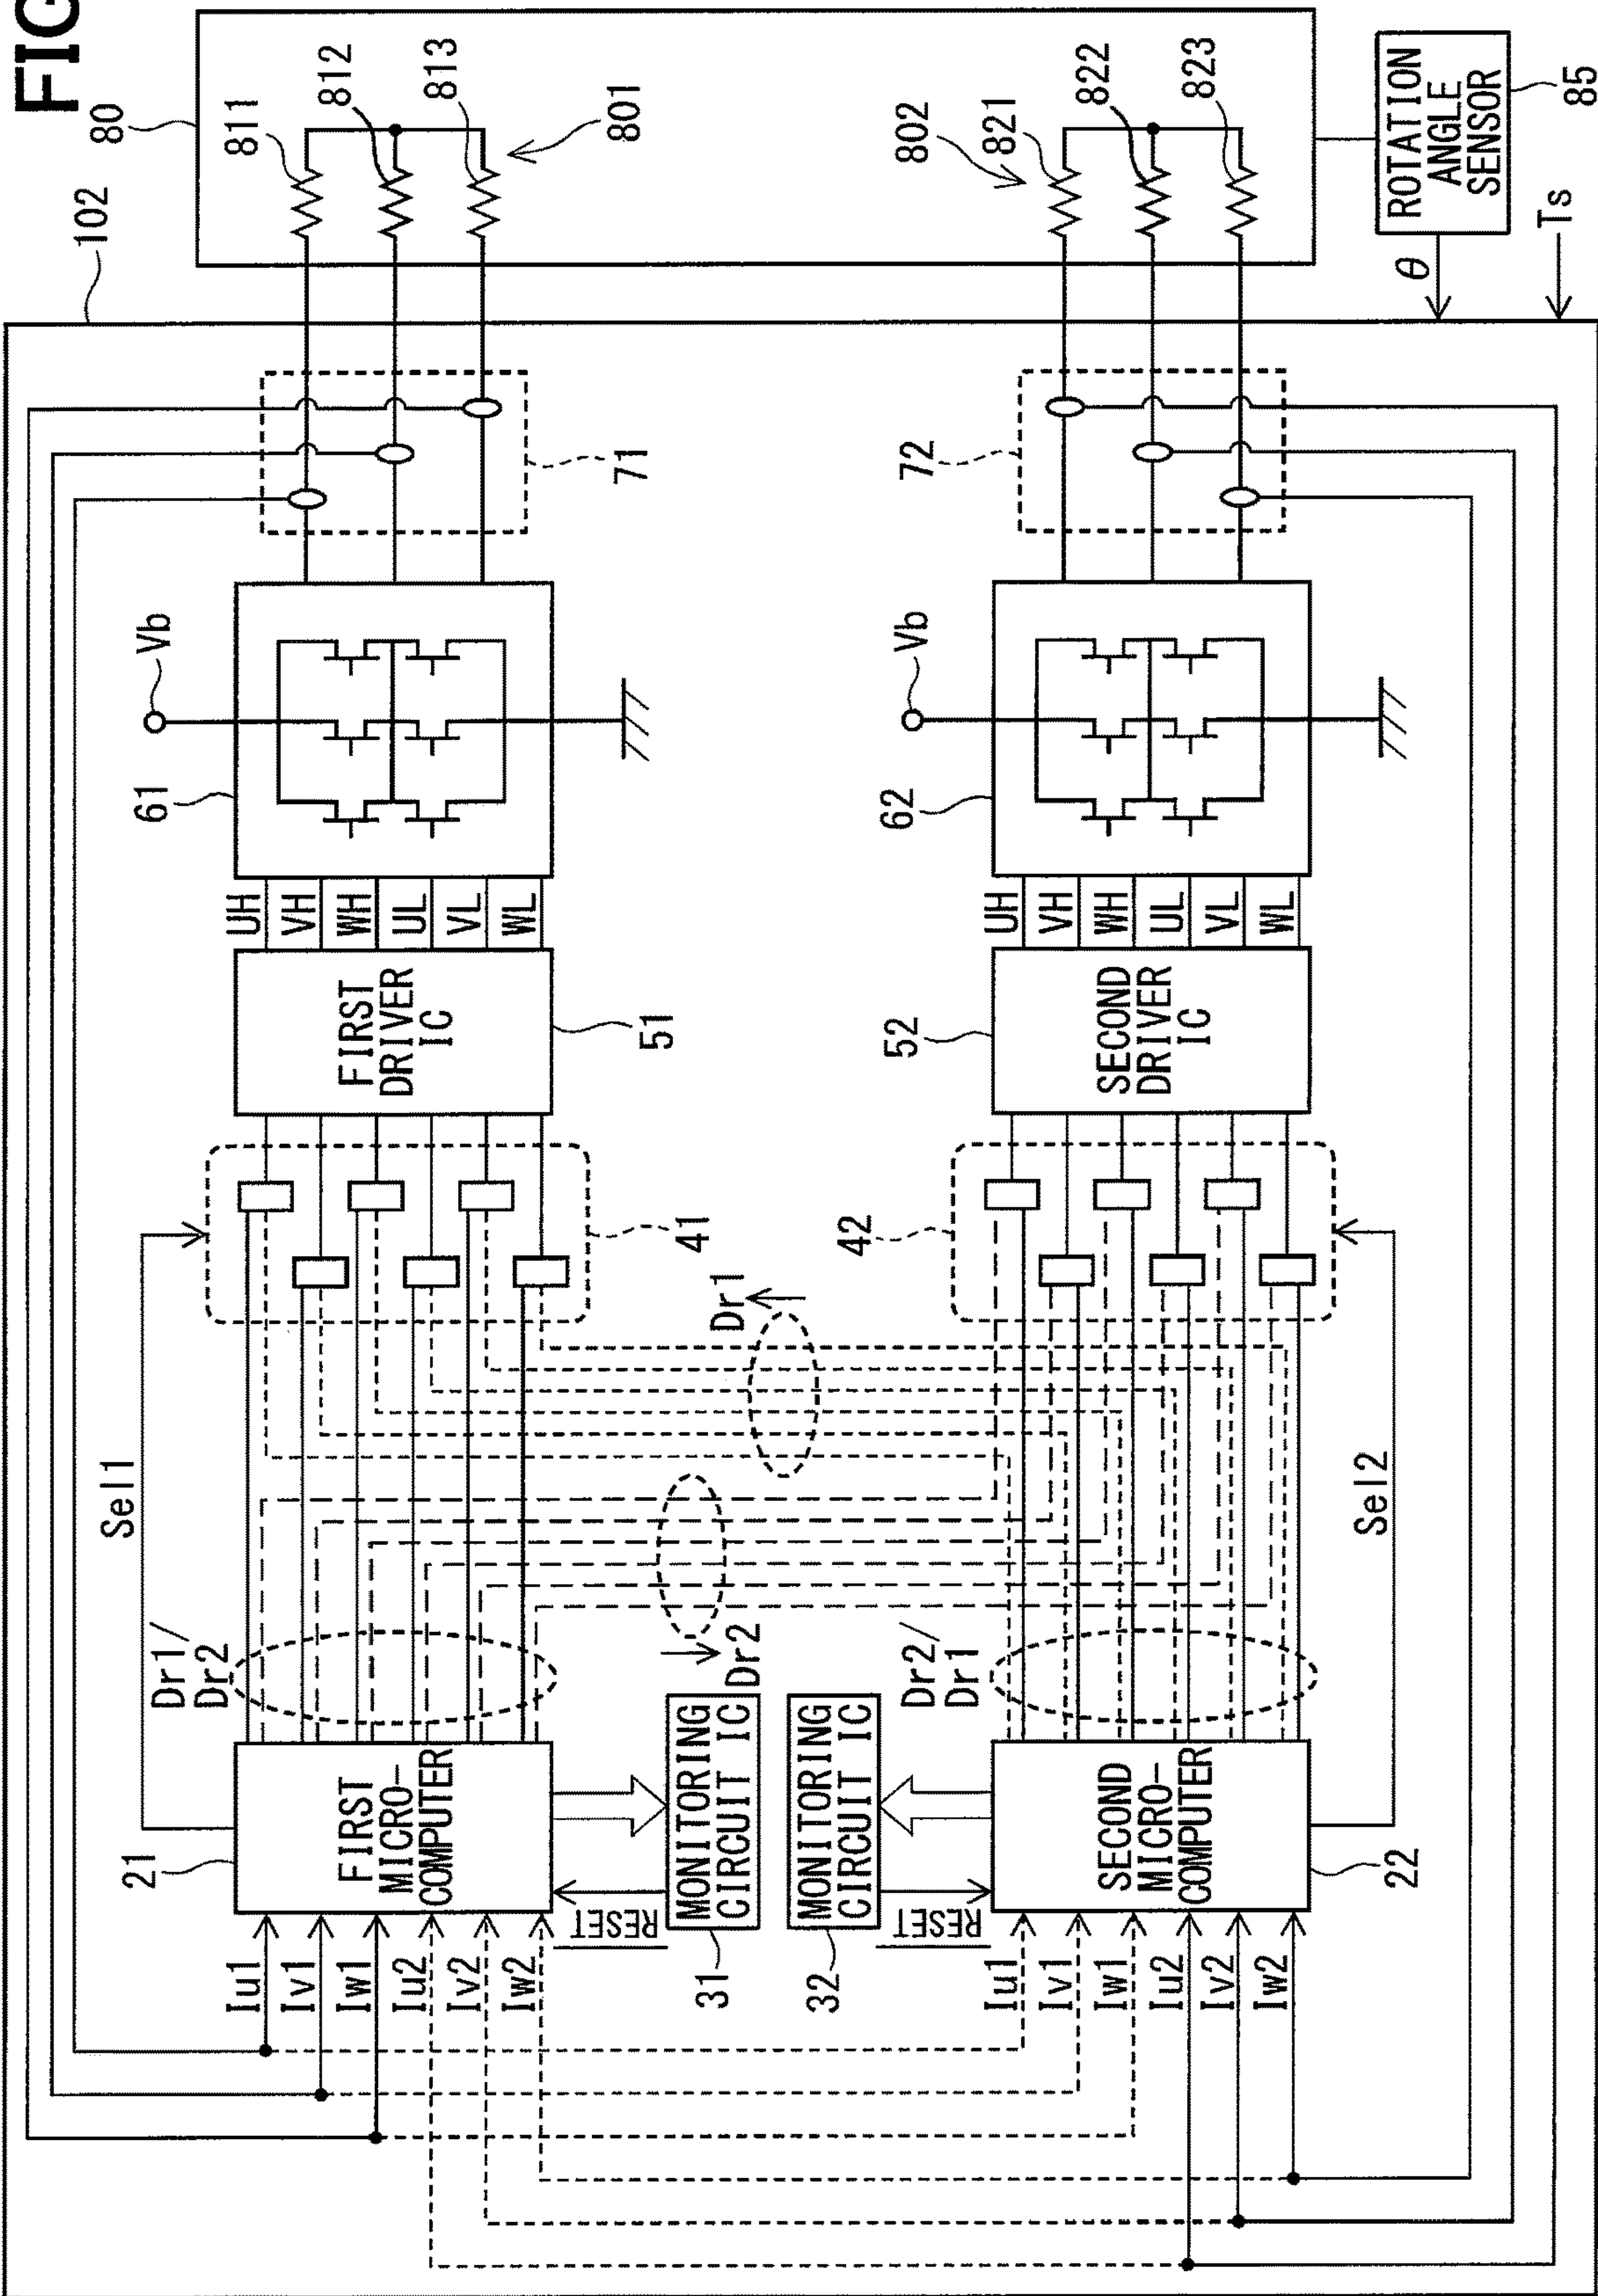 FIG
102
80
811
812
813
801
802
821
822
823
ROTATION
ANGLE
SENSOR
85
θ
Ts
71
72
Vb
61
Vb
62
UH
VH
WH
UL
VL
WL
UH
VH
WH
UL
VL
WL
FIRST
DRIVER
IC
51
SECOND
DRIVER
IC
52
41
42
Sel1
Sel2
Dr1
Dr2
Dr1/
Dr2
Dr2/
Dr1
FIRST
MICRO-
COMPUTER
21
MONITORING
CIRCUIT IC
31
RESET
MONITORING
CIRCUIT IC
32
RESET
SECOND
MICRO-
COMPUTER
22
Iu1
Iv1
Iw1
Iu2
Iv2
Iw2
Iu1
Iv1
Iw1
Iu2
Iv2
Iw2